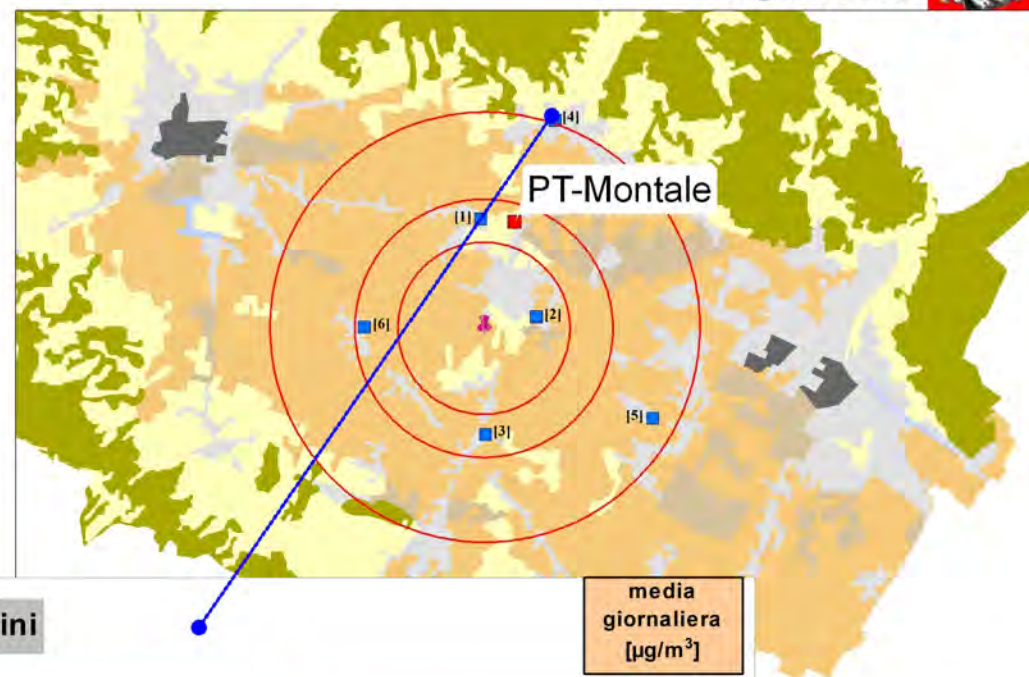 [4]
PT-Montale
[1]
[2]
[6]
[3]
[5]
media
giornaliera
[µg/m³]
ini